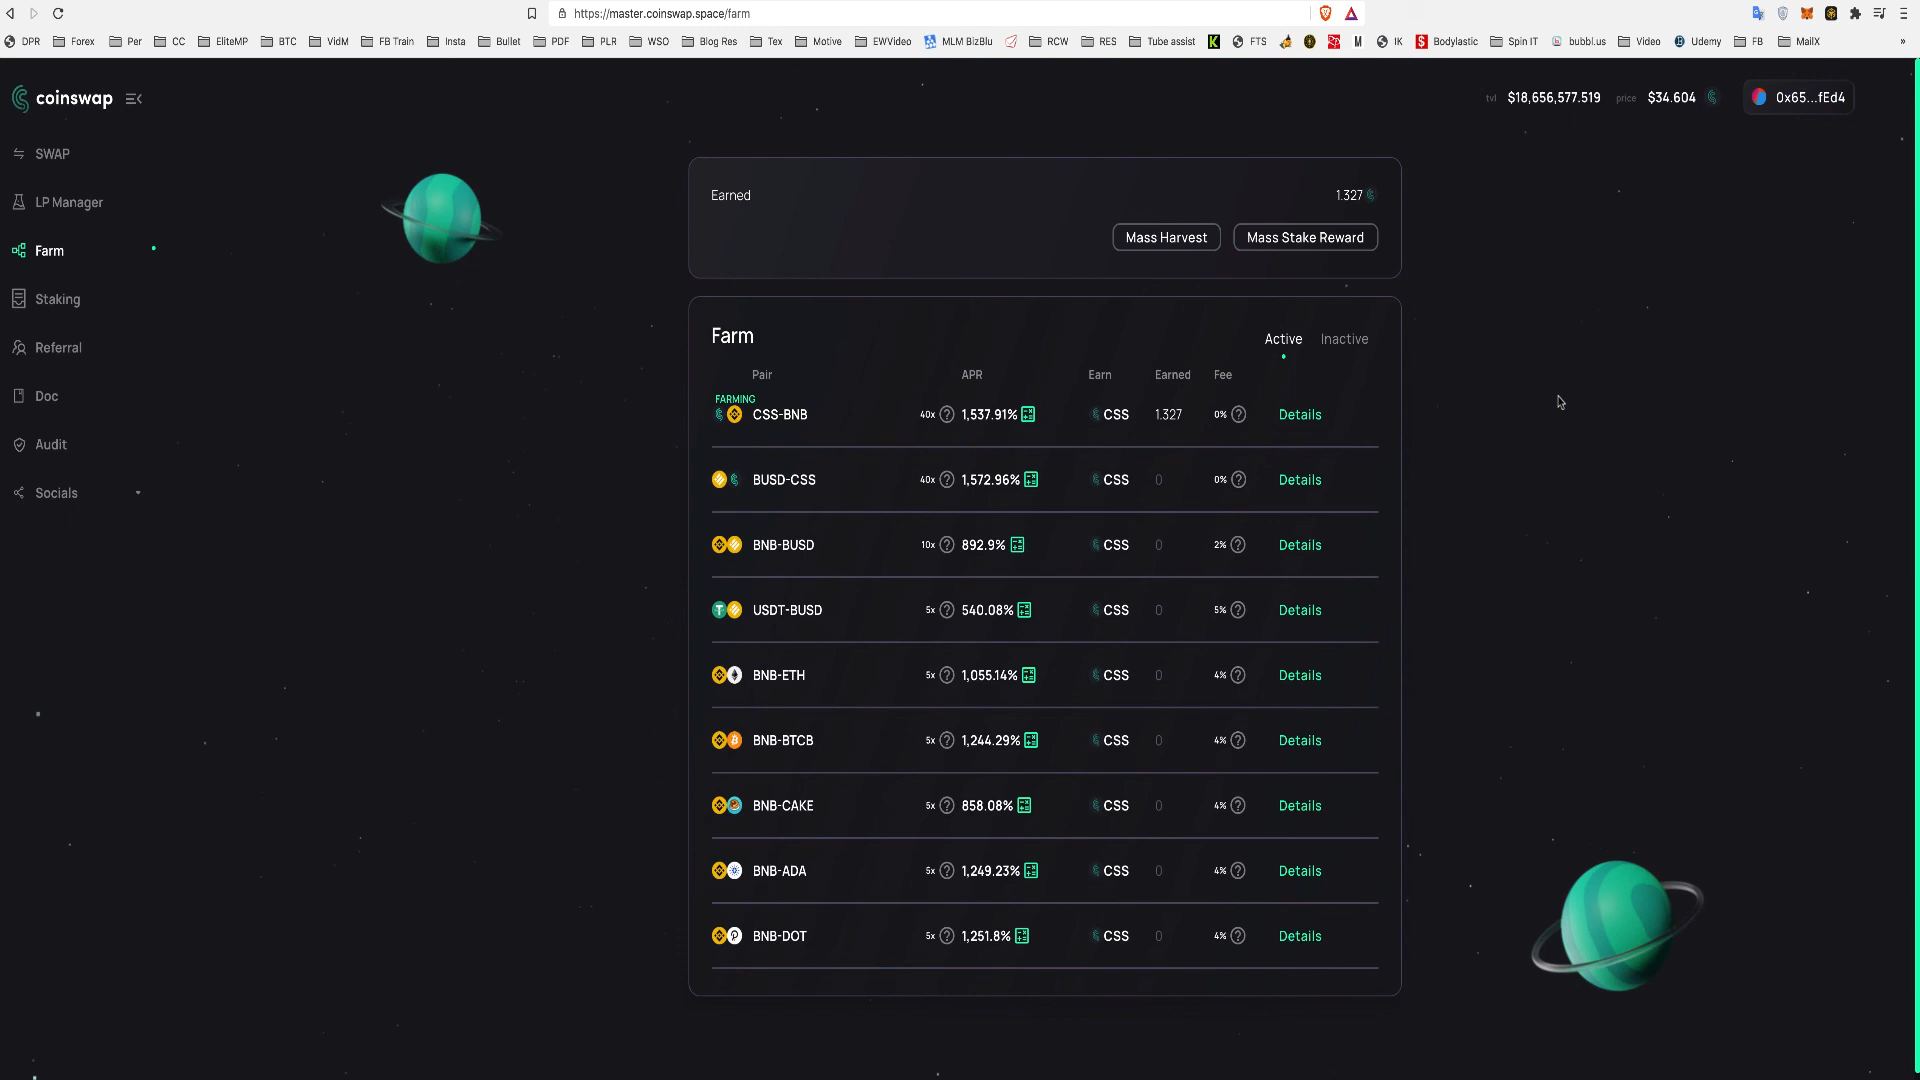 https://master.coinswap.space/farm
DPR Forex Per CC EliteMP BTC VidM FB Train Insta Bullet PDF PLR WSO Blog Res Tex Motive EWVideo MLM BizBlu RCW RES Tube assist FTS IK Bodylastic Spin IT bubbl.us Video Udemy FB MailX »
coinswap tvl $18,656,577.519 price $34.604 0x65...fEd4
SWAP
LP Manager
Farm
Staking
Referral
Doc
Audit
Socials
Earned 1.327
Mass Harvest Mass Stake Reward
Farm Active Inactive
Pair APR Earn Earned Fee
FARMING
CSS-BNB 40x ? 1,537.91% CSS 1.327 0% ? Details
BUSD-CSS 40x ? 1,572.96% CSS 0 0% ? Details
BNB-BUSD 10x ? 892.9% CSS 0 2% ? Details
USDT-BUSD 5x ? 540.08% CSS 0 5% ? Details
BNB-ETH 5x ? 1,055.14% CSS 0 4% ? Details
BNB-BTCB 5x ? 1,244.29% CSS 0 4% ? Details
BNB-CAKE 5x ? 858.08% CSS 0 4% ? Details
BNB-ADA 5x ? 1,249.23% CSS 0 4% ? Details
BNB-DOT 5x ? 1,251.8% CSS 0 4% ? Details